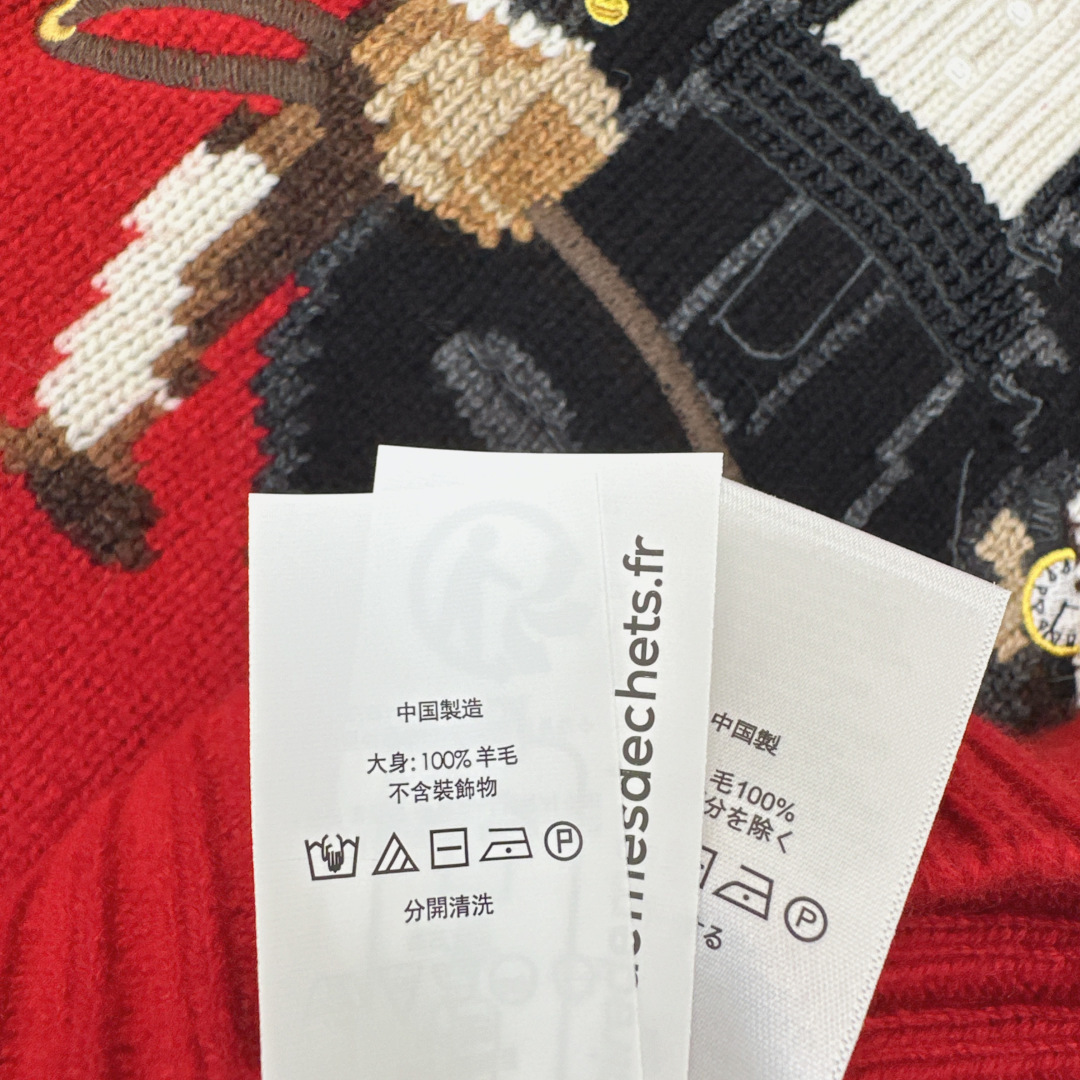 中国製造
大身: 100% 羊毛
不含裝飾物
P
分開清洗
mesdechets.fr
中国製
毛100%
分を除く
P
する